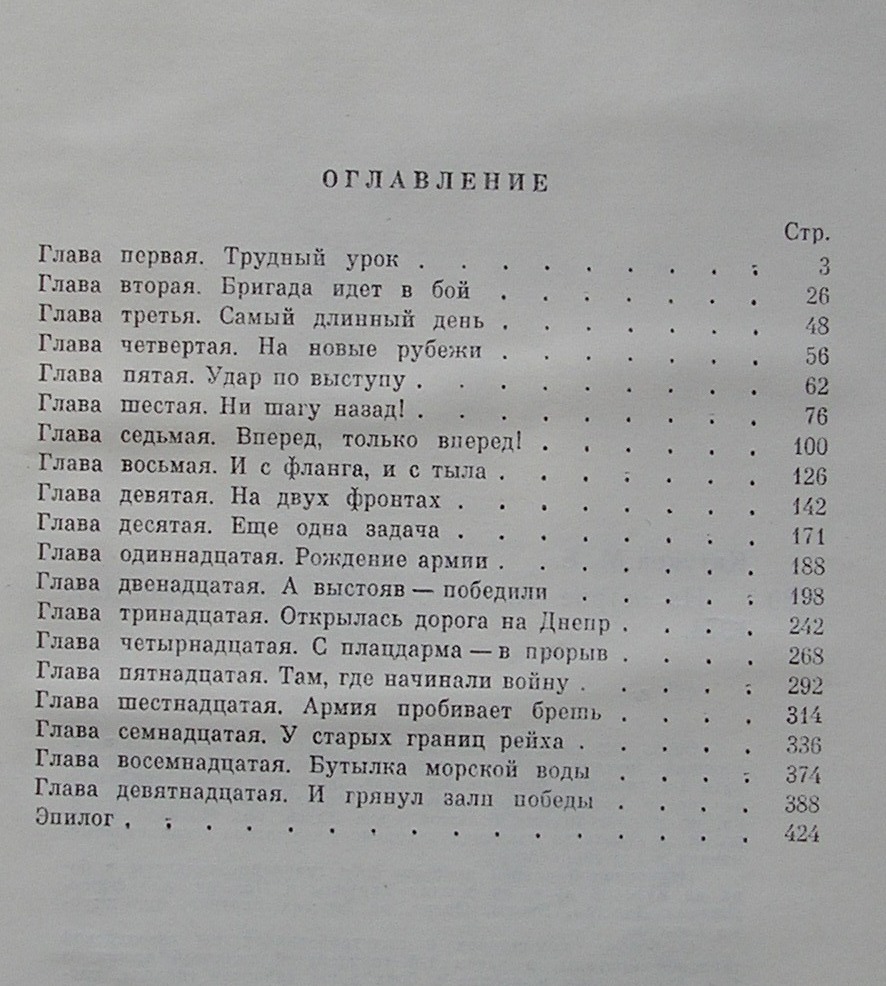 ОГЛАВЛЕНИЕ
Стр.
Глава первая. Трудный урок . . . . . . . . . 3
Глава вторая. Бригада идет в бой . . . . . . . 26
Глава третья. Самый длинный день . . . . . . . 48
Глава четвертая. На новые рубежи . . . . . . . 56
Глава пятая. Удар по выступу . . . . . . . . . 62
Глава шестая. Ни шагу назад! . . . . . . . . . 76
Глава седьмая. Вперед, только вперед! . . . . . . 100
Глава восьмая. И с фланга, и с тыла . . . . . . . 126
Глава девятая. На двух фронтах . . . . . . . . 142
Глава десятая. Еще одна задача . . . . . . . . 171
Глава одиннадцатая. Рождение армии . . . . . . . 188
Глава двенадцатая. А выстояв — победили . . . . . 198
Глава тринадцатая. Открылась дорога на Днепр . . . . 242
Глава четырнадцатая. С плацдарма — в прорыв . . . . 268
Глава пятнадцатая. Там, где начинали войну . . . . . 292
Глава шестнадцатая. Армия пробивает брешь . . . . 314
Глава семнадцатая. У старых границ рейха . . . . . 336
Глава восемнадцатая. Бутылка морской воды . . . . 374
Глава девятнадцатая. И грянул залп победы . . . . 388
Эпилог . . . . . . . . . . . . . . . . 424